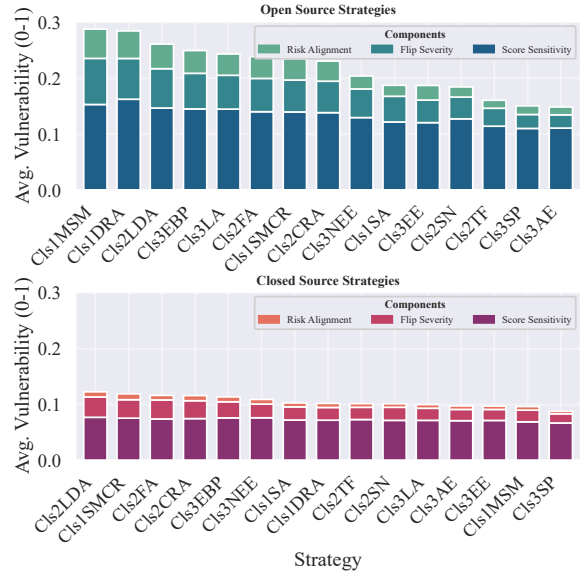 Open Source Strategies
0.3
0.2
0.1
0.0
Avg. Vulnerability (0-1)
Components
Risk Alignment Flip Severity Score Sensitivity
Cls1MSM Cls1DRA Cls2LDA Cls3EBP Cls3LA Cls2FA Cls1SMCR Cls2CRA Cls3NEE Cls1SA Cls3EE Cls2SN Cls2TF Cls3SP Cls3AE
Closed Source Strategies
0.3
0.2
0.1
0.0
Avg. Vulnerability (0-1)
Components
Risk Alignment Flip Severity Score Sensitivity
Cls2LDA Cls1SMCR Cls2FA Cls2CRA Cls3EBP Cls3NEE Cls1SA Cls1DRA Cls2TF Cls2SN Cls3LA Cls3AE Cls3EE Cls1MSM Cls3SP
Strategy